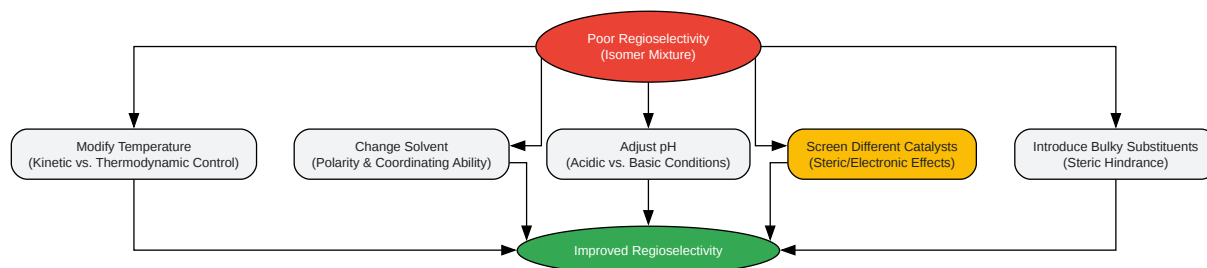 Poor Regioselectivity
(Isomer Mixture)
Modify Temperature
(Kinetic vs. Thermodynamic Control)
Change Solvent
(Polarity & Coordinating Ability)
Adjust pH
(Acidic vs. Basic Conditions)
Screen Different Catalysts
(Steric/Electronic Effects)
Introduce Bulky Substituents
(Steric Hindrance)
Improved Regioselectivity